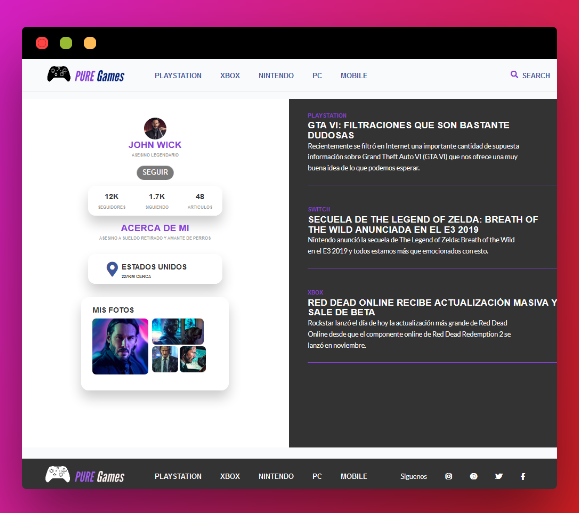 PURE Games
PLAYSTATION
XBOX
NINTENDO
PC
MOBILE
SEARCH
JOHN WICK
ASESINO LEGENDARIO
SEGUIR
12K
1.7K
48
SEGUIDORES
SIGUIENDO
ARTICULOS
ACERCA DE MI
ASESINO A SUELDO RETIRADO Y AMANTE DE PERROS
ESTADOS UNIDOS
MIS FOTOS
PLAYSTATION
GTA VI: FILTRACIONES QUE SON BASTANTE
DUDOSAS
Recientemente se filtró en Internet una importante cantidad de supuesta
información sobre Grand Theft Auto VI (GTA VI) que nos ofrece una muy
buena idea de lo que podemos esperar.
SWITCH
SECUELA DE THE LEGEND OF ZELDA: BREATH OF
THE WILD ANUNCIADA EN EL E3 2019
Nintendo anunció la secuela de The Legend of Zelda: Breath of the Wild
en el E3 2019 y todos estamos más que emocionados con esto.
XBOX
RED DEAD ONLINE RECIBE ACTUALIZACIÓN MASIVA Y
SALE DE BETA
Rockstar lanzó el día de hoy la actualización más grande de Red Dead
Online desde que el componente online de Red Dead Redemption 2 se
lanzó en noviembre.
PURE Games
PLAYSTATION
XBOX
NINTENDO
PC
MOBILE
Síguenos